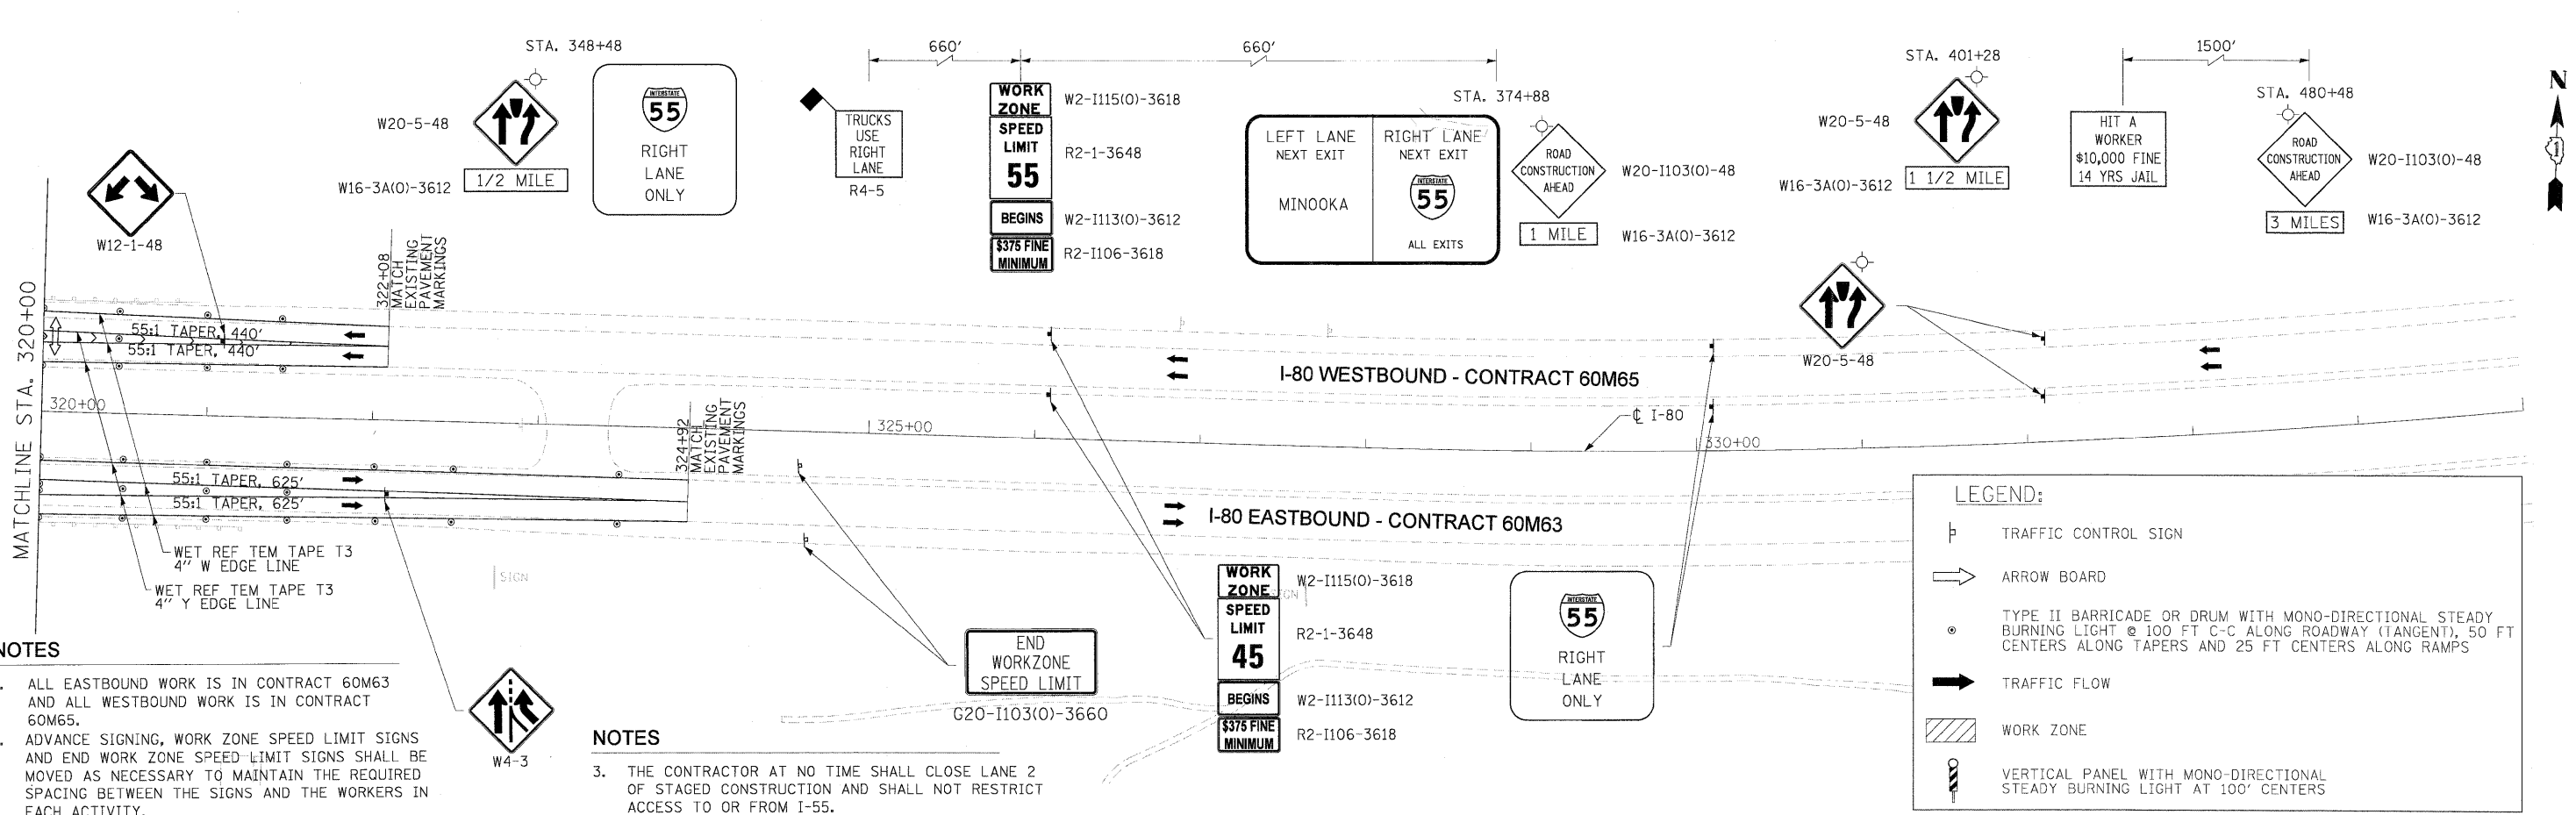 STA. 348+48
W20-5-48
W16-3A(O)-3612
1/2 MILE
INTERSTATE
55
RIGHT
LANE
ONLY
W12-1-48
660'
660'
TRUCKS
USE
RIGHT
LANE
R4-5
WORK
ZONE
SPEED
LIMIT
55
BEGINS
$375 FINE
MINIMUM
W2-I115(O)-3618
R2-1-3648
W2-I113(O)-3612
R2-I106-3618
STA. 374+88
LEFT LANE
NEXT EXIT
MINOOKA
RIGHT LANE
NEXT EXIT
INTERSTATE
55
ALL EXITS
ROAD
CONSTRUCTION
AHEAD
1 MILE
W20-I103(O)-48
W16-3A(O)-3612
STA. 401+28
W20-5-48
W16-3A(O)-3612
1 1/2 MILE
1500'
HIT A
WORKER
$10,000 FINE
14 YRS JAIL
STA. 480+48
ROAD
CONSTRUCTION
AHEAD
3 MILES
W20-I103(O)-48
W16-3A(O)-3612
N
MATCHLINE STA. 320+00
322+08
MATCH
EXISTING
PAVEMENT
MARKINGS
55:1 TAPER, 440'
55:1 TAPER, 440'
320+00
324+92
MATCH
EXISTING
PAVEMENT
MARKINGS
325+00
I-80 WESTBOUND - CONTRACT 60M65
℄ I-80
330+00
W20-5-48
55:1 TAPER, 625'
55:1 TAPER, 625'
I-80 EASTBOUND - CONTRACT 60M63
WET REF TEM TAPE T3
4" W EDGE LINE
WET REF TEM TAPE T3
4" Y EDGE LINE
SIGN
SIGN
W4-3
END
WORKZONE
SPEED LIMIT
G20-I103(O)-3660
WORK
ZONE
SPEED
LIMIT
45
BEGINS
$375 FINE
MINIMUM
W2-I115(O)-3618
R2-1-3648
W2-I113(O)-3612
R2-I106-3618
INTERSTATE
55
RIGHT
LANE
ONLY
NOTES
ALL EASTBOUND WORK IS IN CONTRACT 60M63
AND ALL WESTBOUND WORK IS IN CONTRACT
60M65.
ADVANCE SIGNING, WORK ZONE SPEED LIMIT SIGNS
AND END WORK ZONE SPEED LIMIT SIGNS SHALL BE
MOVED AS NECESSARY TO MAINTAIN THE REQUIRED
SPACING BETWEEN THE SIGNS AND THE WORKERS IN
EACH ACTIVITY.
NOTES
3. THE CONTRACTOR AT NO TIME SHALL CLOSE LANE 2
OF STAGED CONSTRUCTION AND SHALL NOT RESTRICT
ACCESS TO OR FROM I-55.
LEGEND:
TRAFFIC CONTROL SIGN
ARROW BOARD
TYPE II BARRICADE OR DRUM WITH MONO-DIRECTIONAL STEADY
BURNING LIGHT @ 100 FT C-C ALONG ROADWAY (TANGENT), 50 FT
CENTERS ALONG TAPERS AND 25 FT CENTERS ALONG RAMPS
TRAFFIC FLOW
WORK ZONE
VERTICAL PANEL WITH MONO-DIRECTIONAL
STEADY BURNING LIGHT AT 100' CENTERS